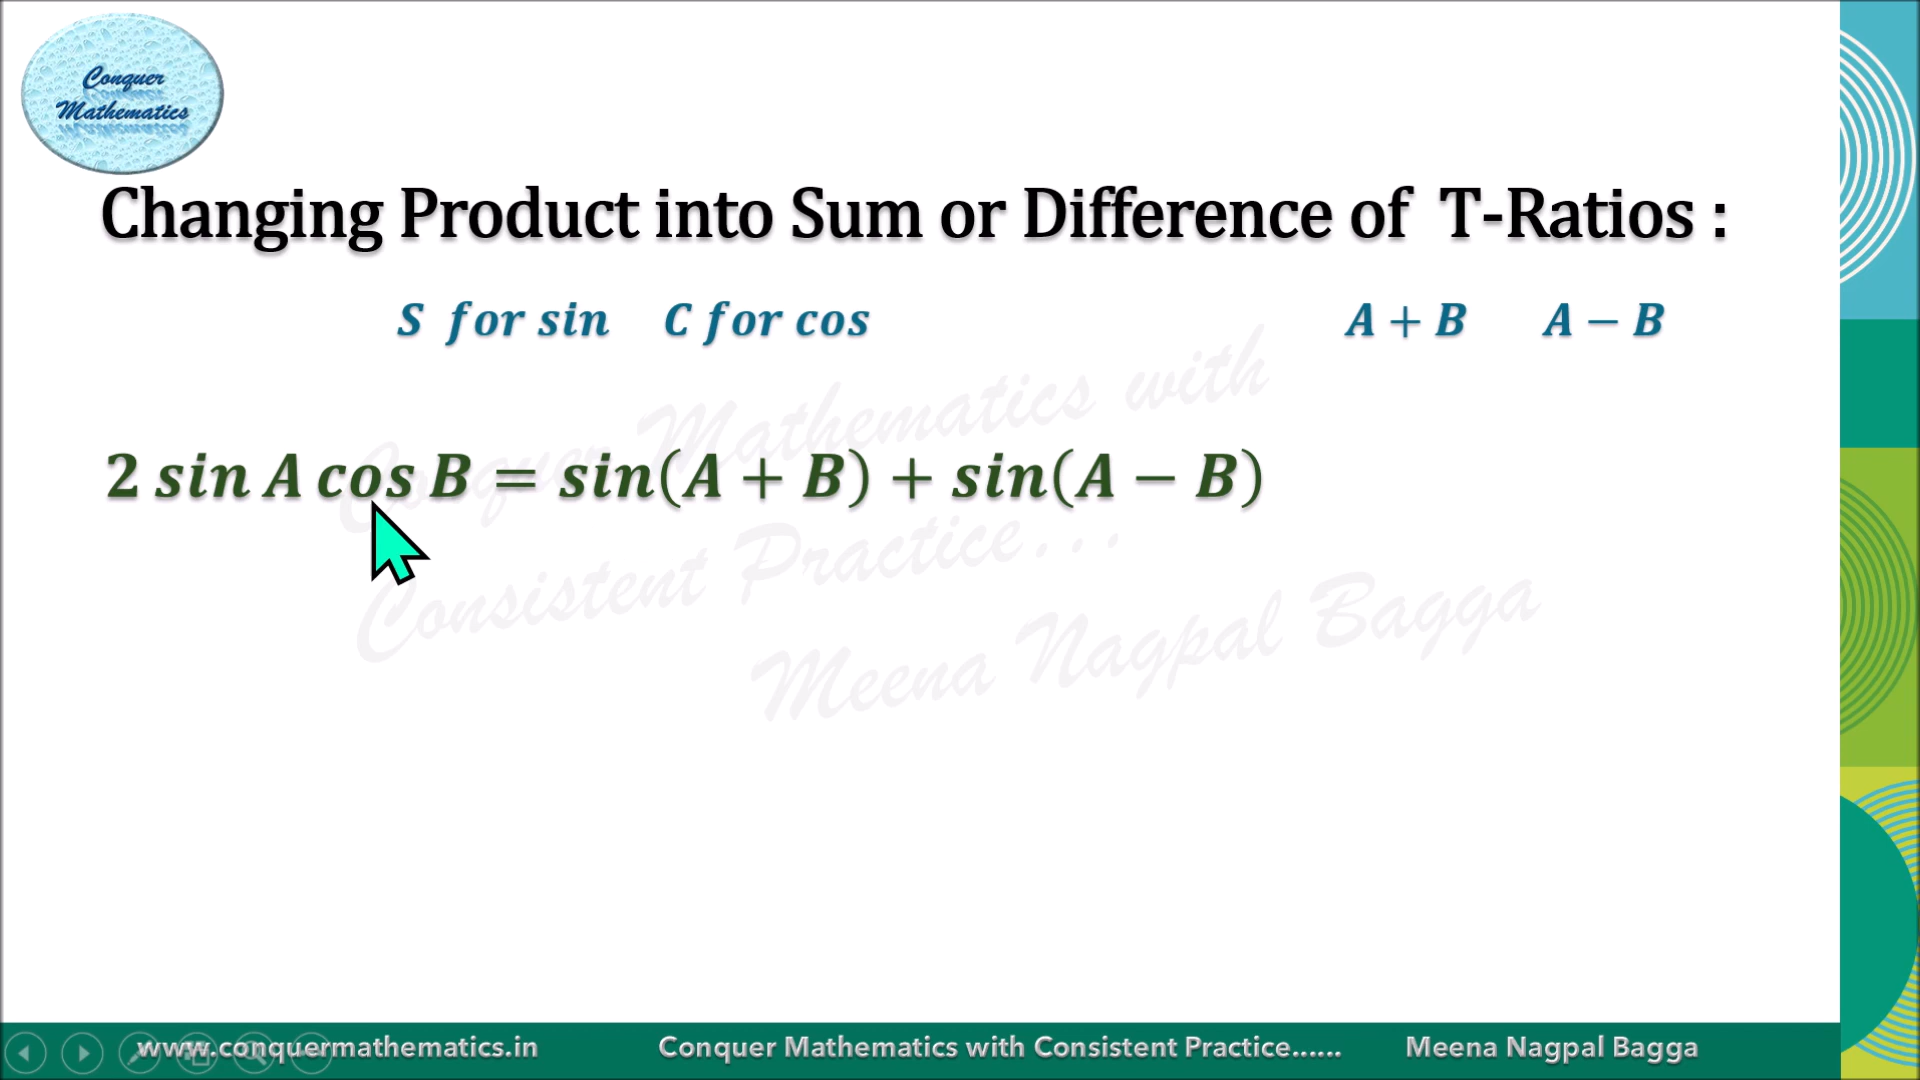 Conquer
Mathematics
Changing Product into Sum or Difference of T-Ratios :
S for sin C for cos A + B A − B
2 sin A cos B = sin(A + B) + sin(A − B)
Conquer Mathematics with
Consistent Practice...
Meena Nagpal Bagga
www.conquermathematics.in Conquer Mathematics with Consistent Practice...... Meena Nagpal Bagga